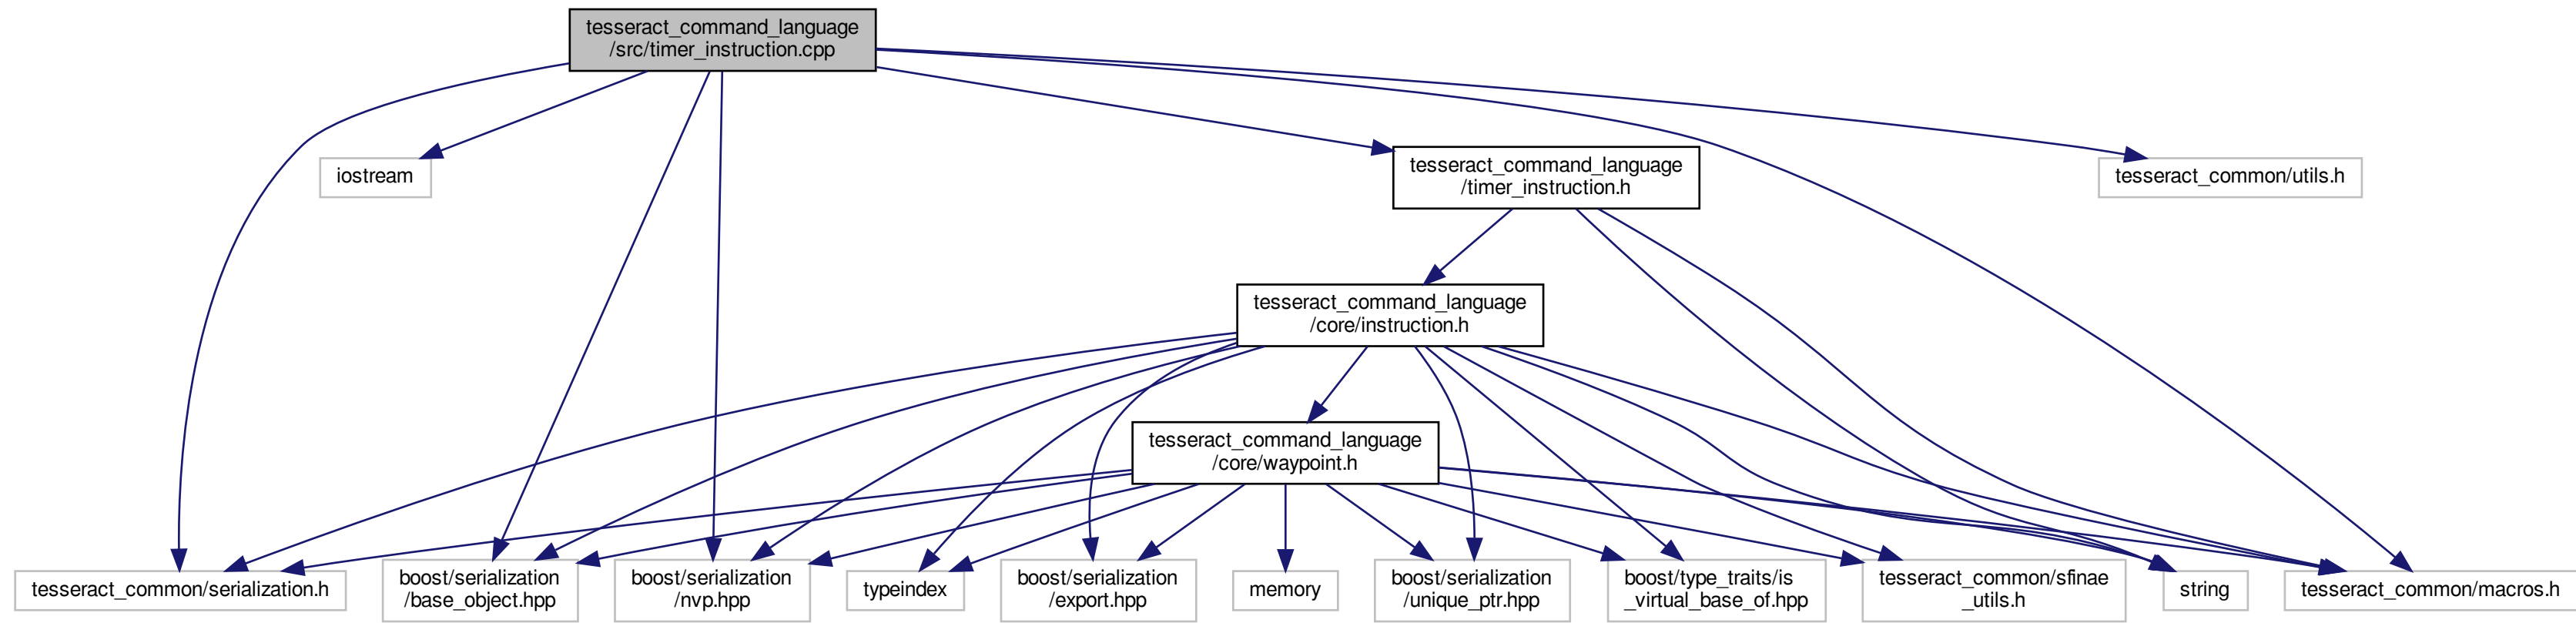 tesseract_command_language
/src/timer_instruction.cpp
iostream
tesseract_command_language
/timer_instruction.h
tesseract_common/utils.h
tesseract_command_language
/core/instruction.h
tesseract_command_language
/core/waypoint.h
tesseract_common/serialization.h
boost/serialization
/base_object.hpp
boost/serialization
/nvp.hpp
typeindex
boost/serialization
/export.hpp
memory
boost/serialization
/unique_ptr.hpp
boost/type_traits/is
_virtual_base_of.hpp
tesseract_common/sfinae
_utils.h
string
tesseract_common/macros.h